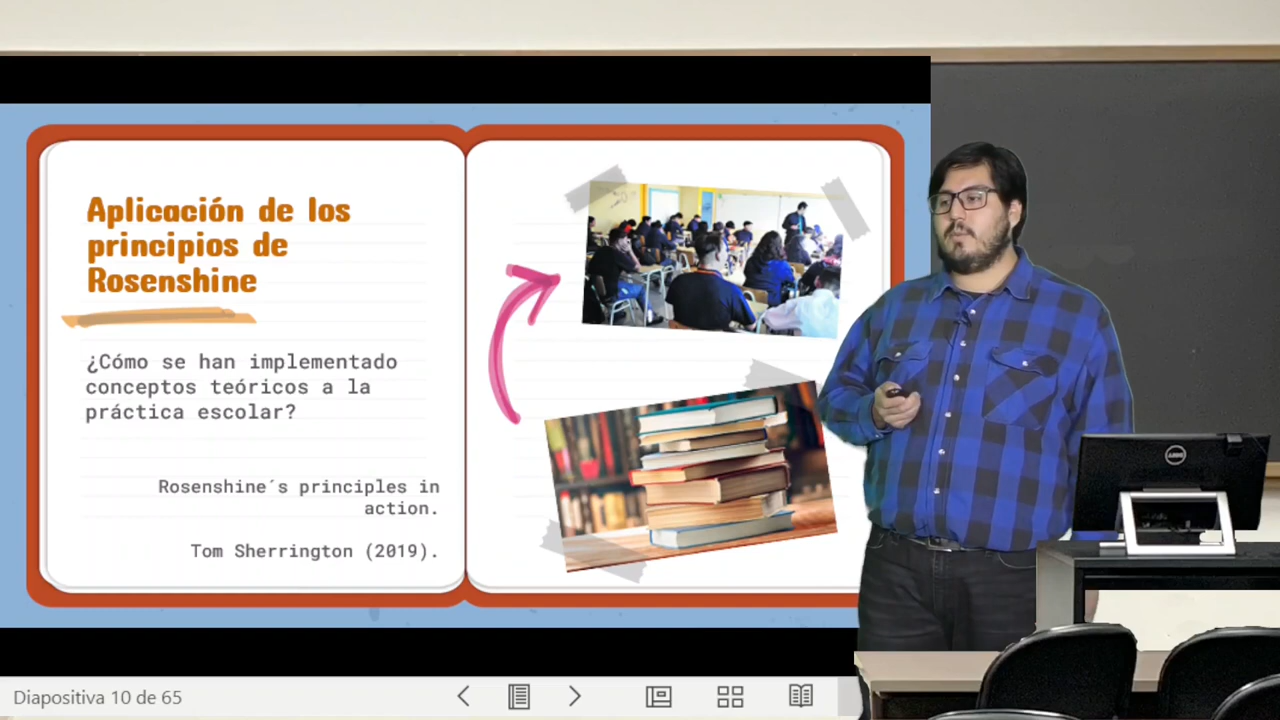 Aplicación de los
principios de
Rosenshine
¿Cómo se han implementado
conceptos teóricos a la
práctica escolar?
Rosenshine´s principles in
action.
Tom Sherrington (2019).
Diapositiva 10 de 65